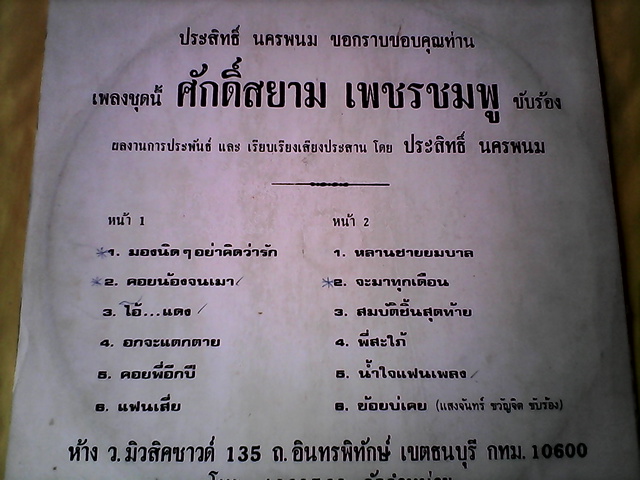 ประสิทธิ์ นครพนม ขอกราบขอบคุณท่าน
เพลงชุดนี้ ศักดิ์สยาม เพชรชมพู ขับร้อง
ผลงานการประพันธ์ และ เรียบเรียงเสียงประสาน โดย ประสิทธิ์ นครพนม
หน้า 1
*1. มองนิดๆอย่าคิดว่ารัก
*2. คอยน้องจนเมา
3. ไอ้...แดง
4. อกจะแตกตาย
5. คอยพี่อีกปี
6. แฟนเสี่ย
หน้า 2
1. หลานชายยมบาล
*2. จะมาทุกเดือน
3. สมบัติชิ้นสุดท้าย
4. พี่สะใภ้
5. น้ำใจแฟนเพลง
6. ย้อยบ่เคย (แสงจันทร์ ขวัญจิต ขับร้อง)
ห้าง ว.มิวสิคซาวด์ 135 ถ.อินทรพิทักษ์ เขตธนบุรี กทม. 10600